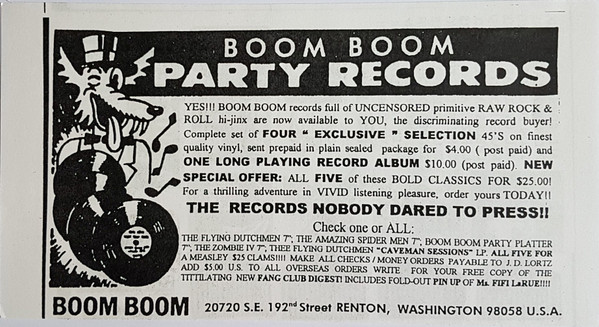 BOOM BOOM
PARTY RECORDS
YES!!! BOOM BOOM records full of UNCENSORED primitive RAW ROCK &
ROLL hi-jinx are now available to YOU, the discriminating record buyer!
Complete set of FOUR " EXCLUSIVE " SELECTION 45'S on finest
quality vinyl, sent prepaid in plain sealed package for $4.00 ( post paid) and
ONE LONG PLAYING RECORD ALBUM $10.00 (post paid). NEW
SPECIAL OFFER: ALL FIVE of these BOLD CLASSICS FOR $25.00!
For a thrilling adventure in VIVID listening pleasure, order yours TODAY!!
THE RECORDS NOBODY DARED TO PRESS!!
Check one or ALL:
THE FLYING DUTCHMEN 7"; THE AMAZING SPIDER MEN 7"; BOOM BOOM PARTY PLATTER
7"; THE ZOMBIE IV 7"; THEE FLYING DUTCHMEN "CAVEMAN SESSIONS" LP. ALL FIVE FOR
A MEASLEY $25 CLAMS!!!! MAKE ALL CHECKS / MONEY ORDERS PAYABLE TO J. D. LORTZ
ADD $5.00 U.S. TO ALL OVERSEAS ORDERS WRITE FOR YOUR FREE COPY OF THE
TITTILATING NEW FANG CLUB DIGEST! INCLUDES FOLD-OUT PIN UP OF Ms. FIFI LaRUE!!!!
BOOM BOOM 20720 S.E. 192nd Street RENTON, WASHINGTON 98058 U.S.A.